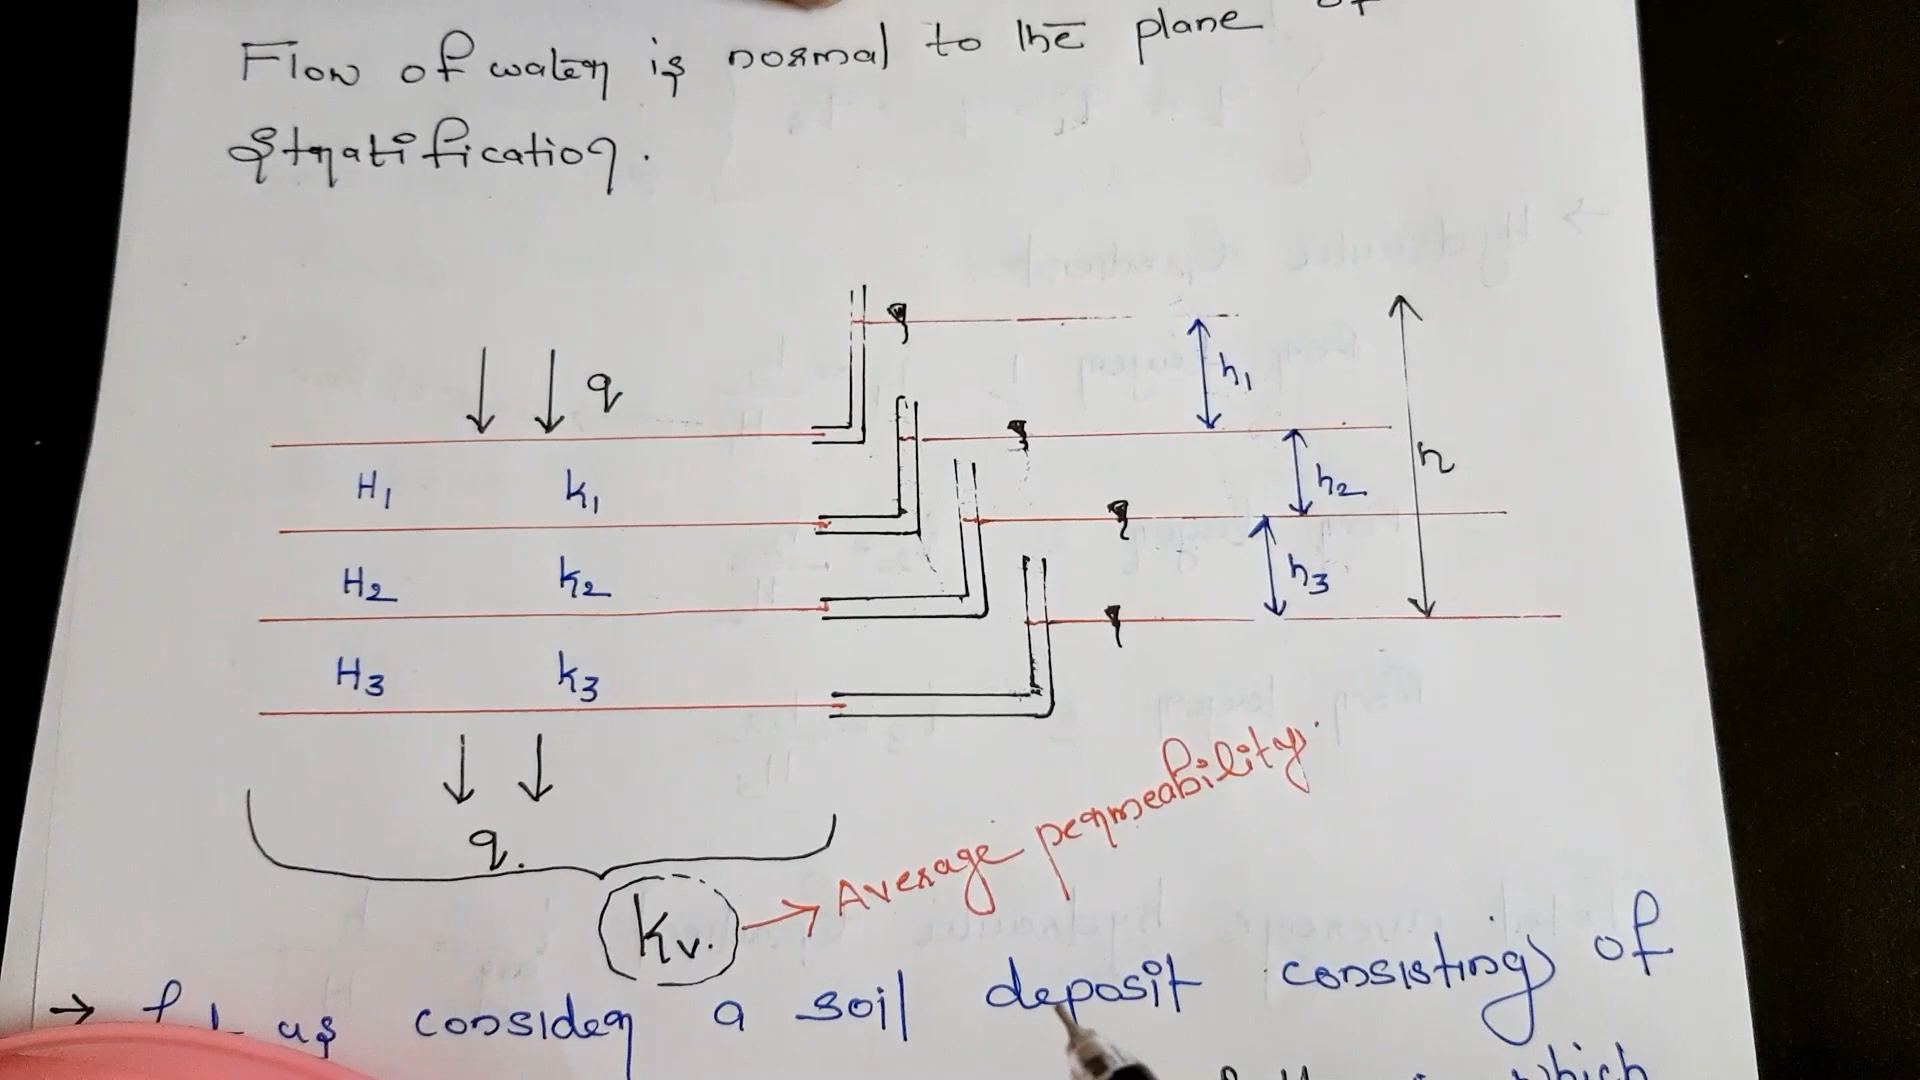 Flow of water is normal to the plane of
Stratification.
q
h1
h2
h
h3
H1 k1
H2 k2
H3 k3
q.
kv. → Average permeability.
→ us consider a soil deposit consisting of
which